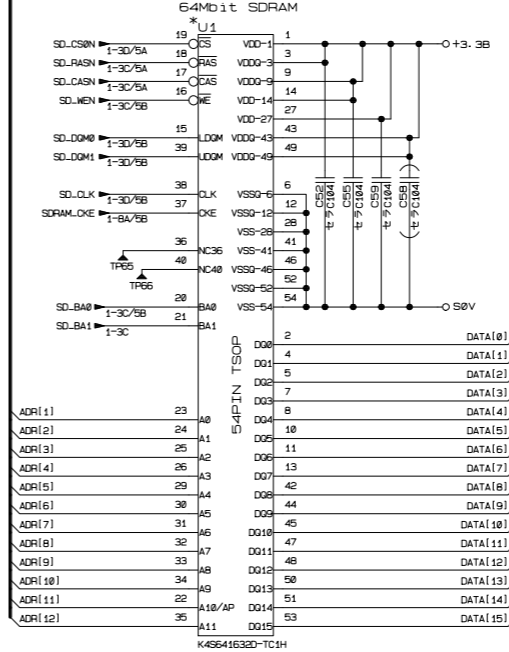 64Mbit SDRAM
*U1
SD_CS0N 1-3D/5A 19 CS VDD-1 1 +3.3B
SD_RASN 1-3C/5A 18 RAS VDDQ-3 3
SD_CASN 1-3C/5A 17 CAS VDDQ-9 9
SD_WEN 1-3C/5B 16 WE VDD-14 14
VDD-27 27
SD_DQM0 1-3D/5B 15 LDQM VDDQ-43 43
SD_DQM1 1-3D/5B 39 UDQM VDDQ-49 49
SD_CLK 1-3D/5B 38 CLK VSSQ-6 6
SDRAM_CKE 1-8A/5B 37 CKE VSSQ-12 12
VSS-28 28
TP65 36 NC36 VSS-41 41
TP66 40 NC40 VSSQ-46 46
VSSQ-52 52
SD_BA0 1-3C/5B 20 BA0 VSS-54 54 S0V
SD_BA1 1-3C 21 BA1
C52 セラC104
C55 セラC104
C59 セラC104
C58 セラC104
54PIN TSOP
DQ0 2 DATA[0]
DQ1 4 DATA[1]
DQ2 5 DATA[2]
DQ3 7 DATA[3]
ADR[1] 23 A0 DQ4 8 DATA[4]
ADR[2] 24 A1 DQ5 10 DATA[5]
ADR[3] 25 A2 DQ6 11 DATA[6]
ADR[4] 26 A3 DQ7 13 DATA[7]
ADR[5] 29 A4 DQ8 42 DATA[8]
ADR[6] 30 A5 DQ9 44 DATA[9]
ADR[7] 31 A6 DQ10 45 DATA[10]
ADR[8] 32 A7 DQ11 47 DATA[11]
ADR[9] 33 A8 DQ12 48 DATA[12]
ADR[10] 34 A9 DQ13 50 DATA[13]
ADR[11] 22 A10/AP DQ14 51 DATA[14]
ADR[12] 35 A11 DQ15 53 DATA[15]
K4S641632D-TC1H